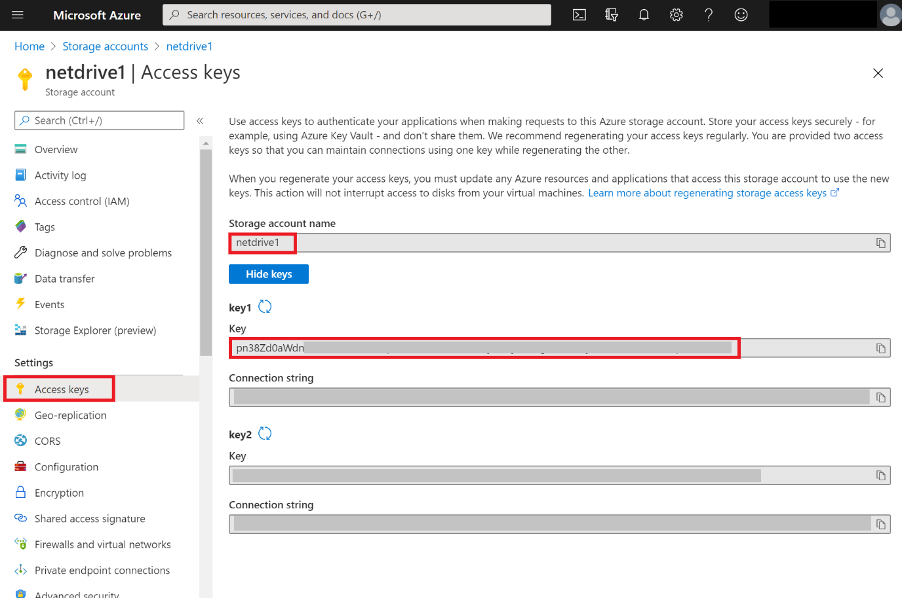 Microsoft Azure
Search resources, services, and docs (G+/)
Home > Storage accounts > netdrive1
netdrive1 | Access keys
Storage account
Search (Ctrl+/)
Overview
Activity log
Access control (IAM)
Tags
Diagnose and solve problems
Data transfer
Events
Storage Explorer (preview)
Settings
Access keys
Geo-replication
CORS
Configuration
Encryption
Shared access signature
Firewalls and virtual networks
Private endpoint connections
Advanced security
Use access keys to authenticate your applications when making requests to this Azure storage account. Store your access keys securely - for
example, using Azure Key Vault - and don't share them. We recommend regenerating your access keys regularly. You are provided two access
keys so that you can maintain connections using one key while regenerating the other.
When you regenerate your access keys, you must update any Azure resources and applications that access this storage account to use the new
keys. This action will not interrupt access to disks from your virtual machines. Learn more about regenerating storage access keys
Storage account name
netdrive1
Hide keys
key1
Key
pn38Zd0aWdn
Connection string
key2
Key
Connection string